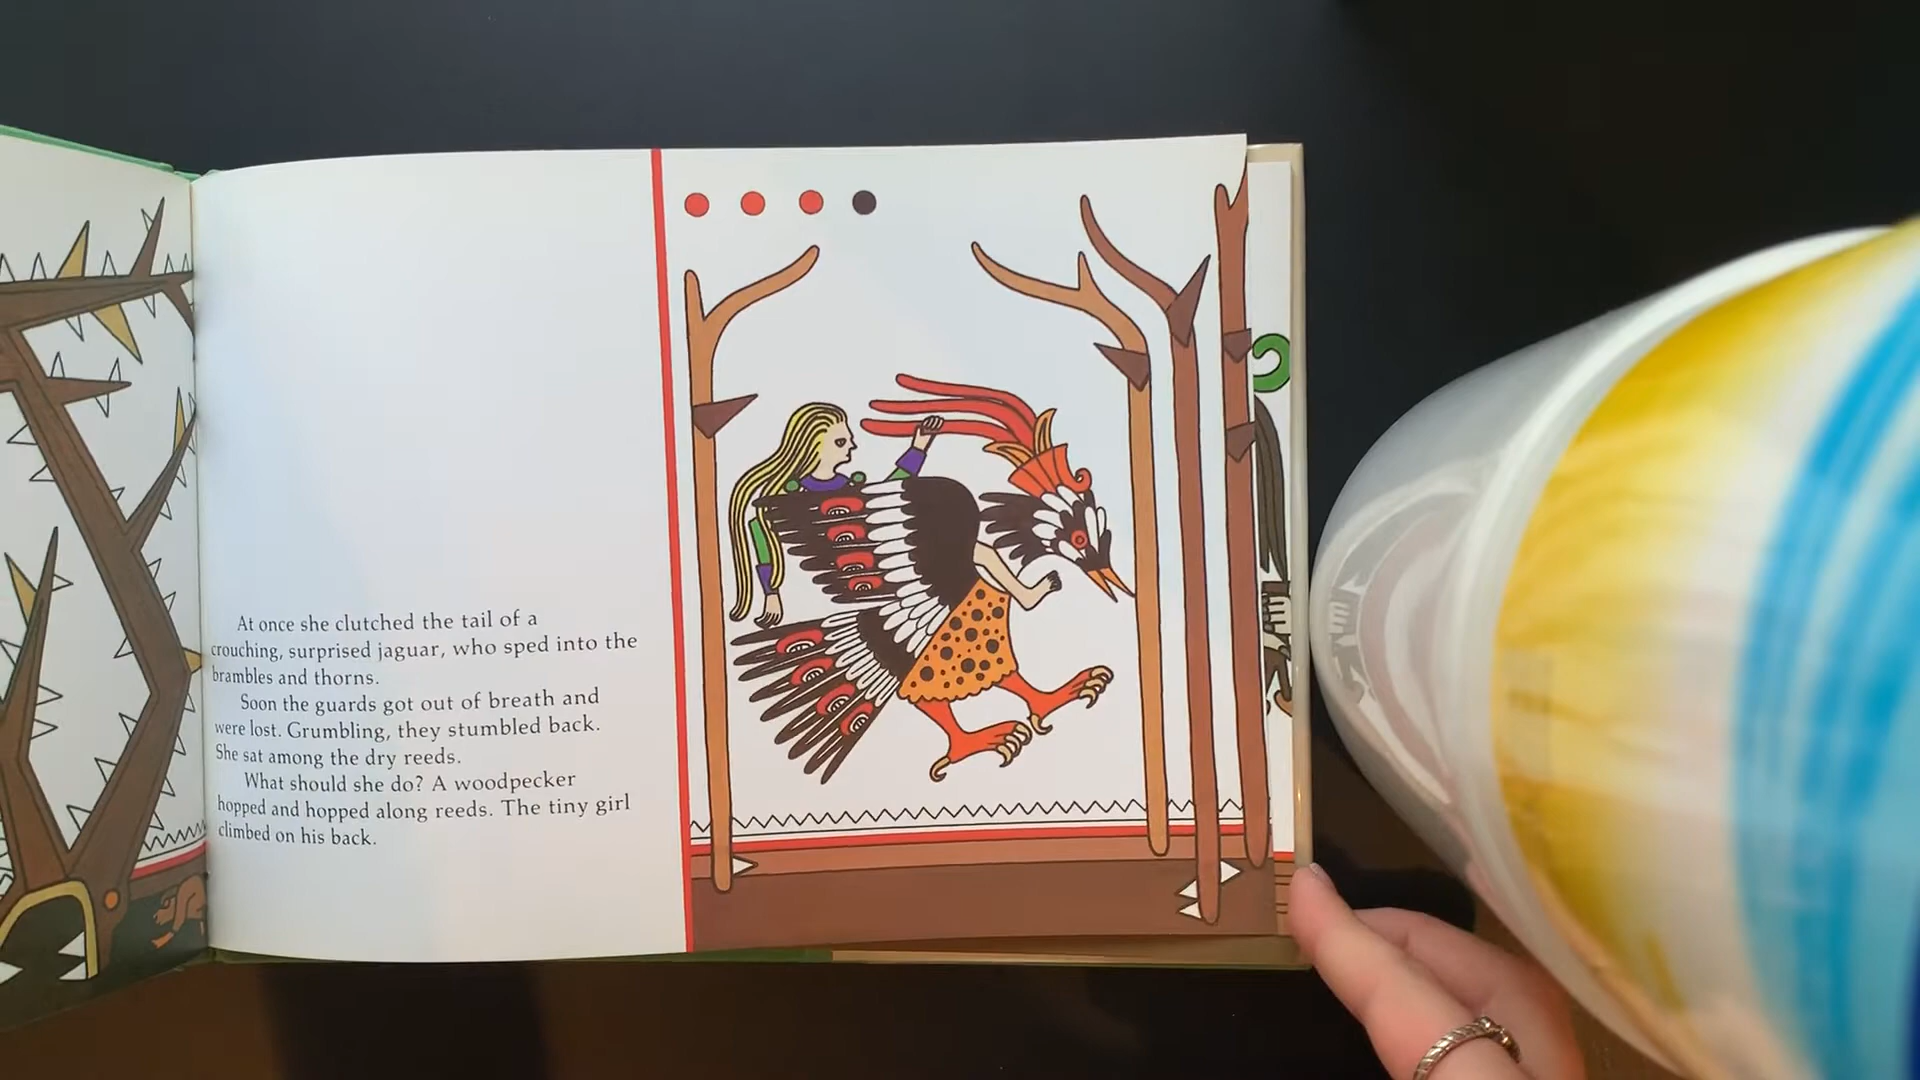 At once she clutched the tail of a
crouching, surprised jaguar, who sped into the
brambles and thorns.
Soon the guards got out of breath and
were lost. Grumbling, they stumbled back.
She sat among the dry reeds.
What should she do? A woodpecker
hopped and hopped along reeds. The tiny girl
climbed on his back.